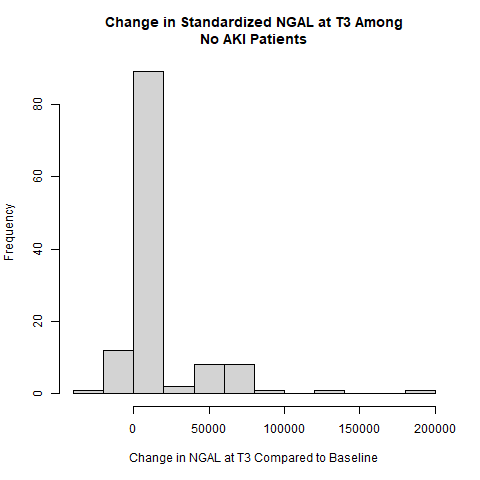 Change in Standardized NGAL at T3 Among
No AKI Patients
Frequency
80
60
40
20
0
0 50000 100000 150000 200000
Change in NGAL at T3 Compared to Baseline